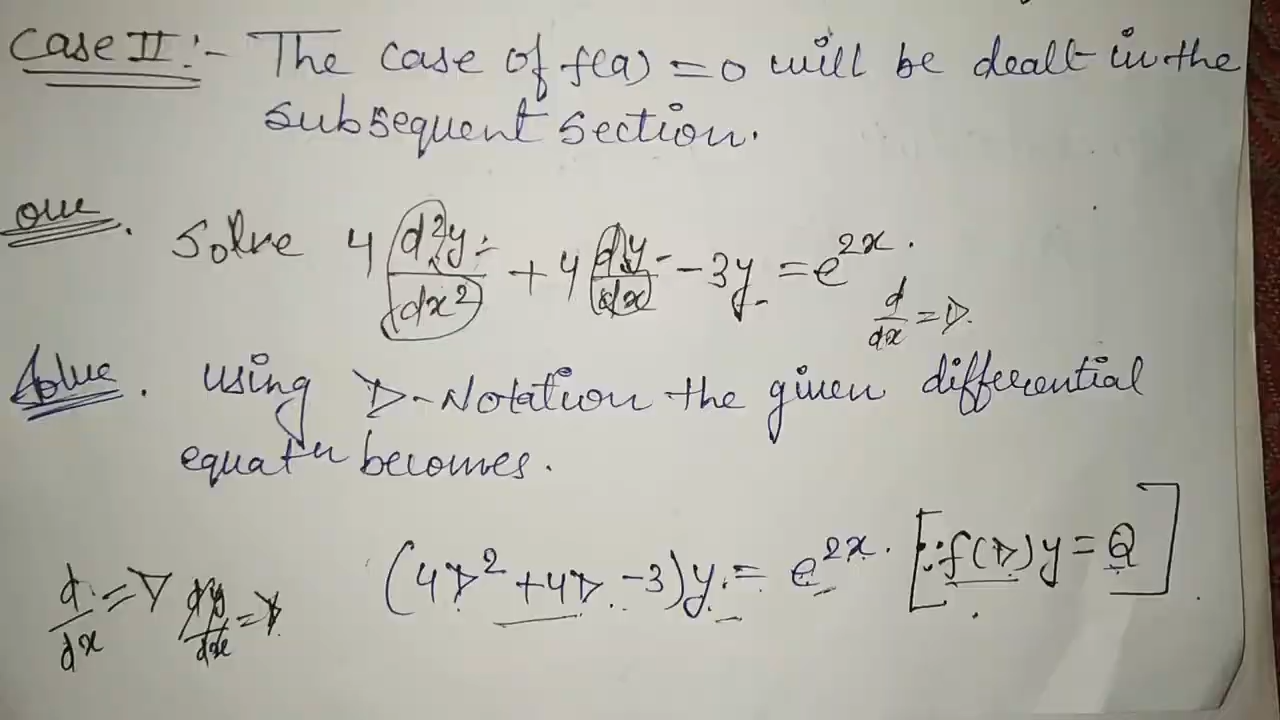 Case II :- The case of f(a) = 0 will be dealt in the
subsequent section.
Que. Solve 4 d²y/dx² + 4 dy/dx - 3y = e^2x.
d/dx = D.
Solve. Using D-Notation the given differential
equatn becomes.
(4D² + 4D - 3)y = e^2x. [∵ f(D)y = Q]
d/dx = D